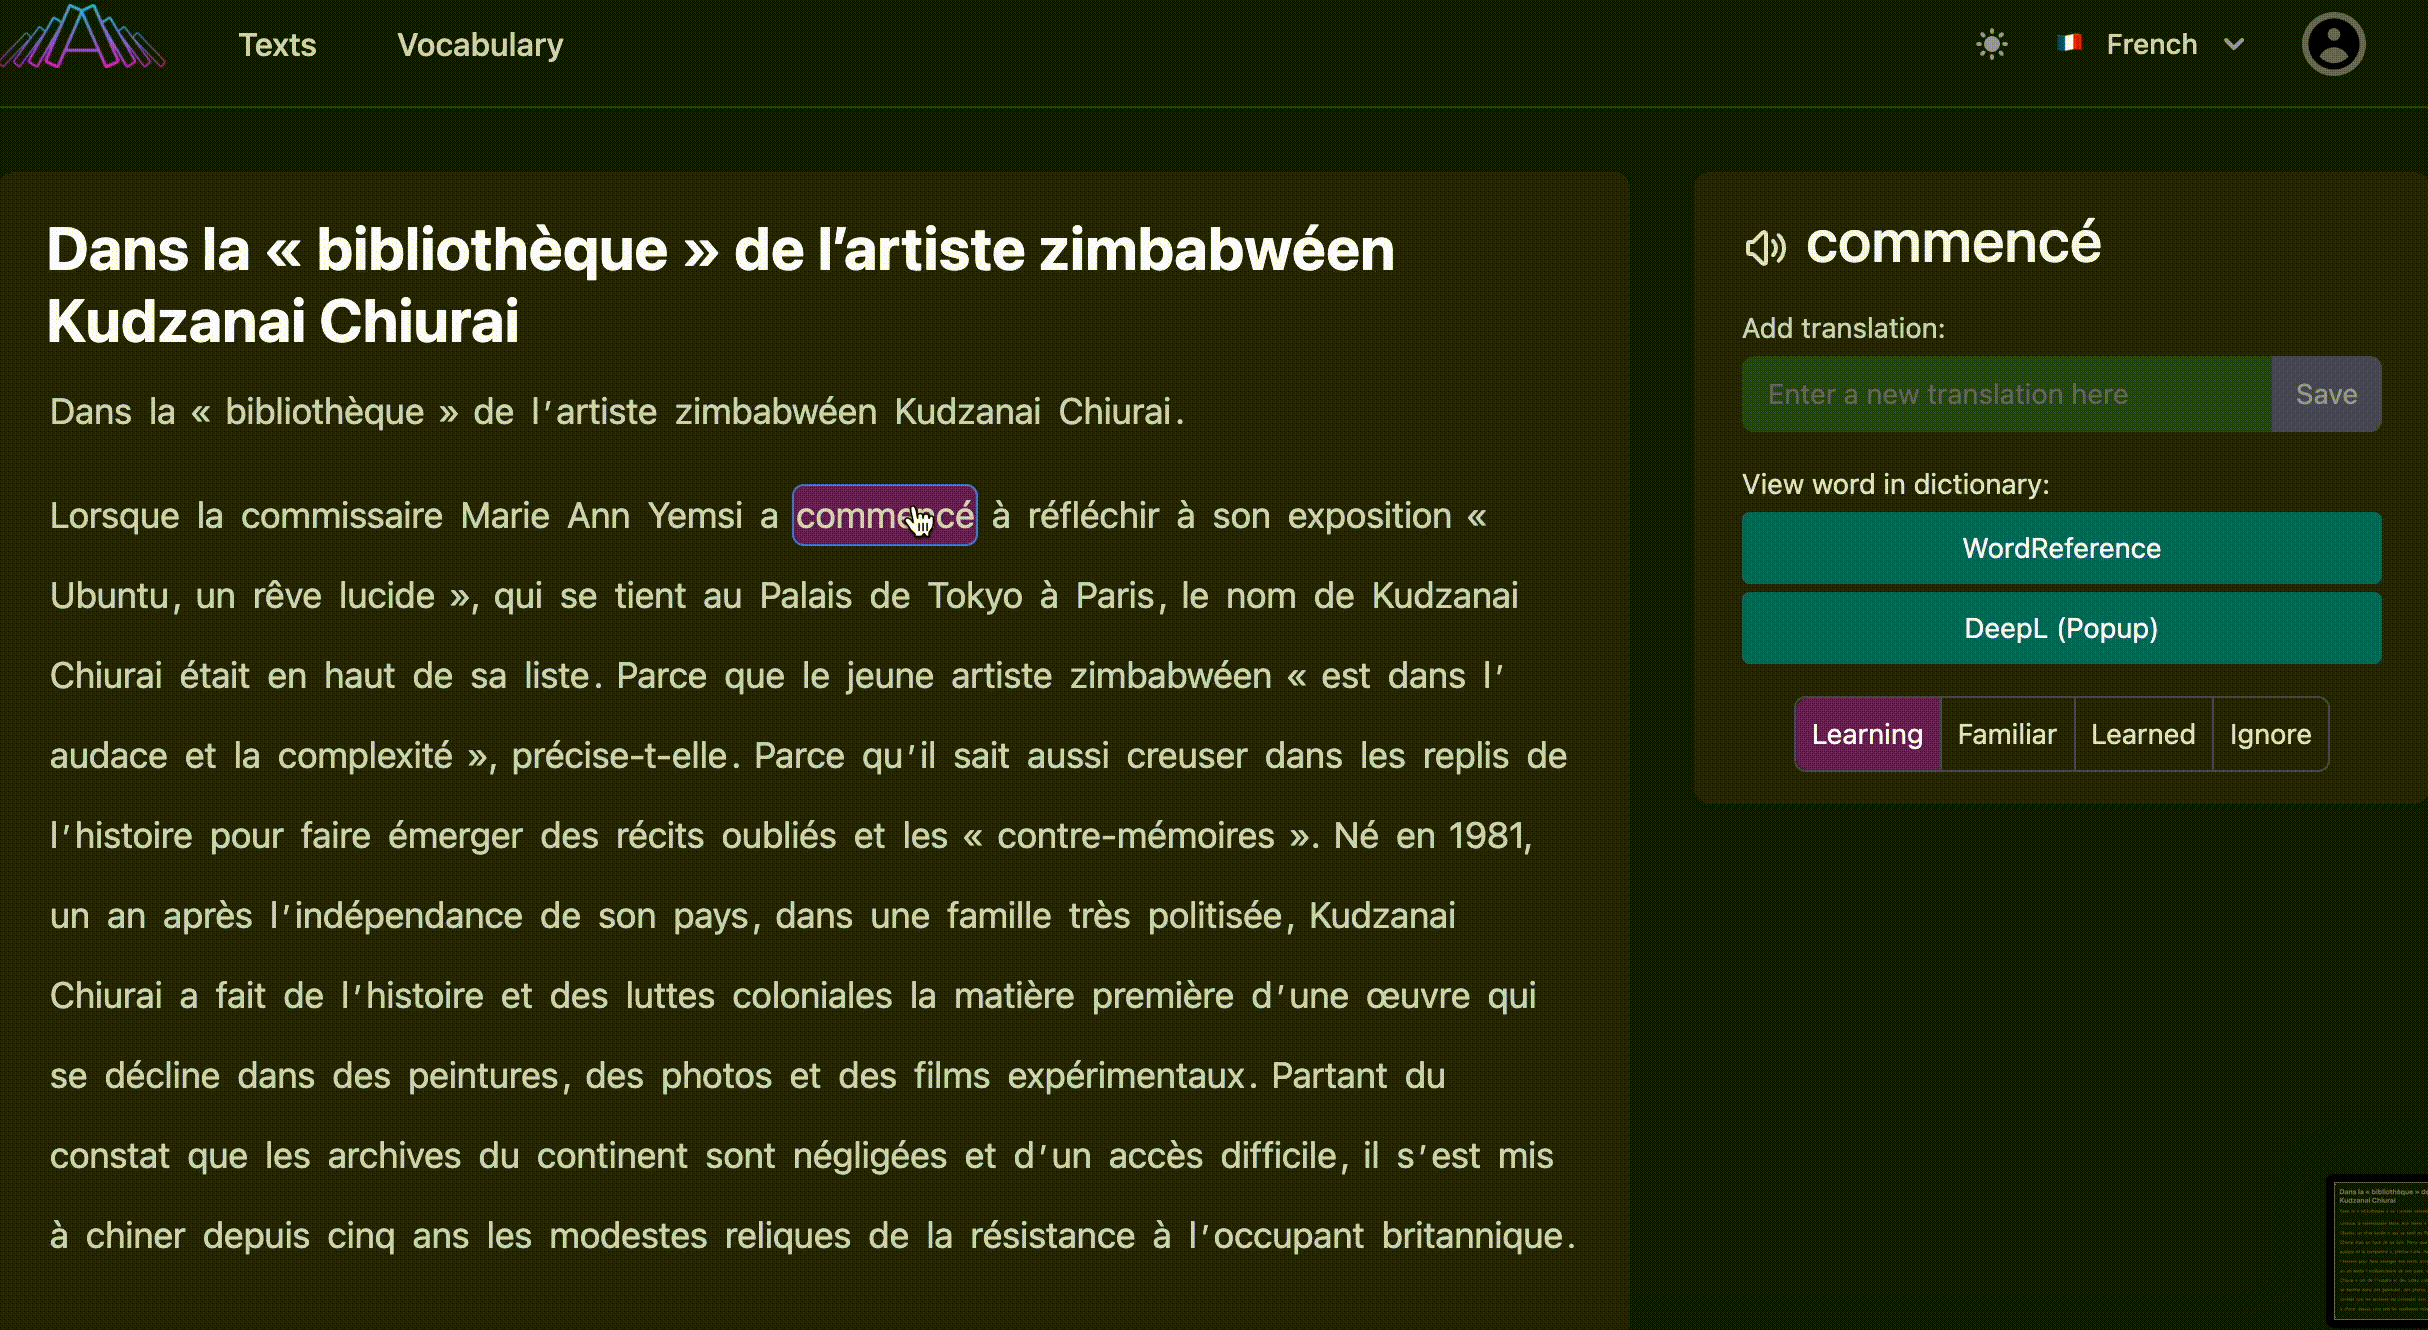 Texts
Vocabulary
French
Dans la « bibliothèque » de l’artiste zimbabwéen
Kudzanai Chiurai
Dans la « bibliothèque » de l’artiste zimbabwéen Kudzanai Chiurai.
Lorsque la commissaire Marie Ann Yemsi a commencé à réfléchir à son exposition «
Ubuntu, un rêve lucide », qui se tient au Palais de Tokyo à Paris, le nom de Kudzanai
Chiurai était en haut de sa liste. Parce que le jeune artiste zimbabwéen « est dans l’
audace et la complexité », précise-t-elle. Parce qu’il sait aussi creuser dans les replis de
l’histoire pour faire émerger des récits oubliés et les « contre-mémoires ». Né en 1981,
un an après l’indépendance de son pays, dans une famille très politisée, Kudzanai
Chiurai a fait de l’histoire et des luttes coloniales la matière première d’une œuvre qui
se décline dans des peintures, des photos et des films expérimentaux. Partant du
constat que les archives du continent sont négligées et d’un accès difficile, il s’est mis
à chiner depuis cinq ans les modestes reliques de la résistance à l’occupant britannique.
commencé
Add translation:
Enter a new translation here
Save
View word in dictionary:
WordReference
DeepL (Popup)
Learning
Familiar
Learned
Ignore